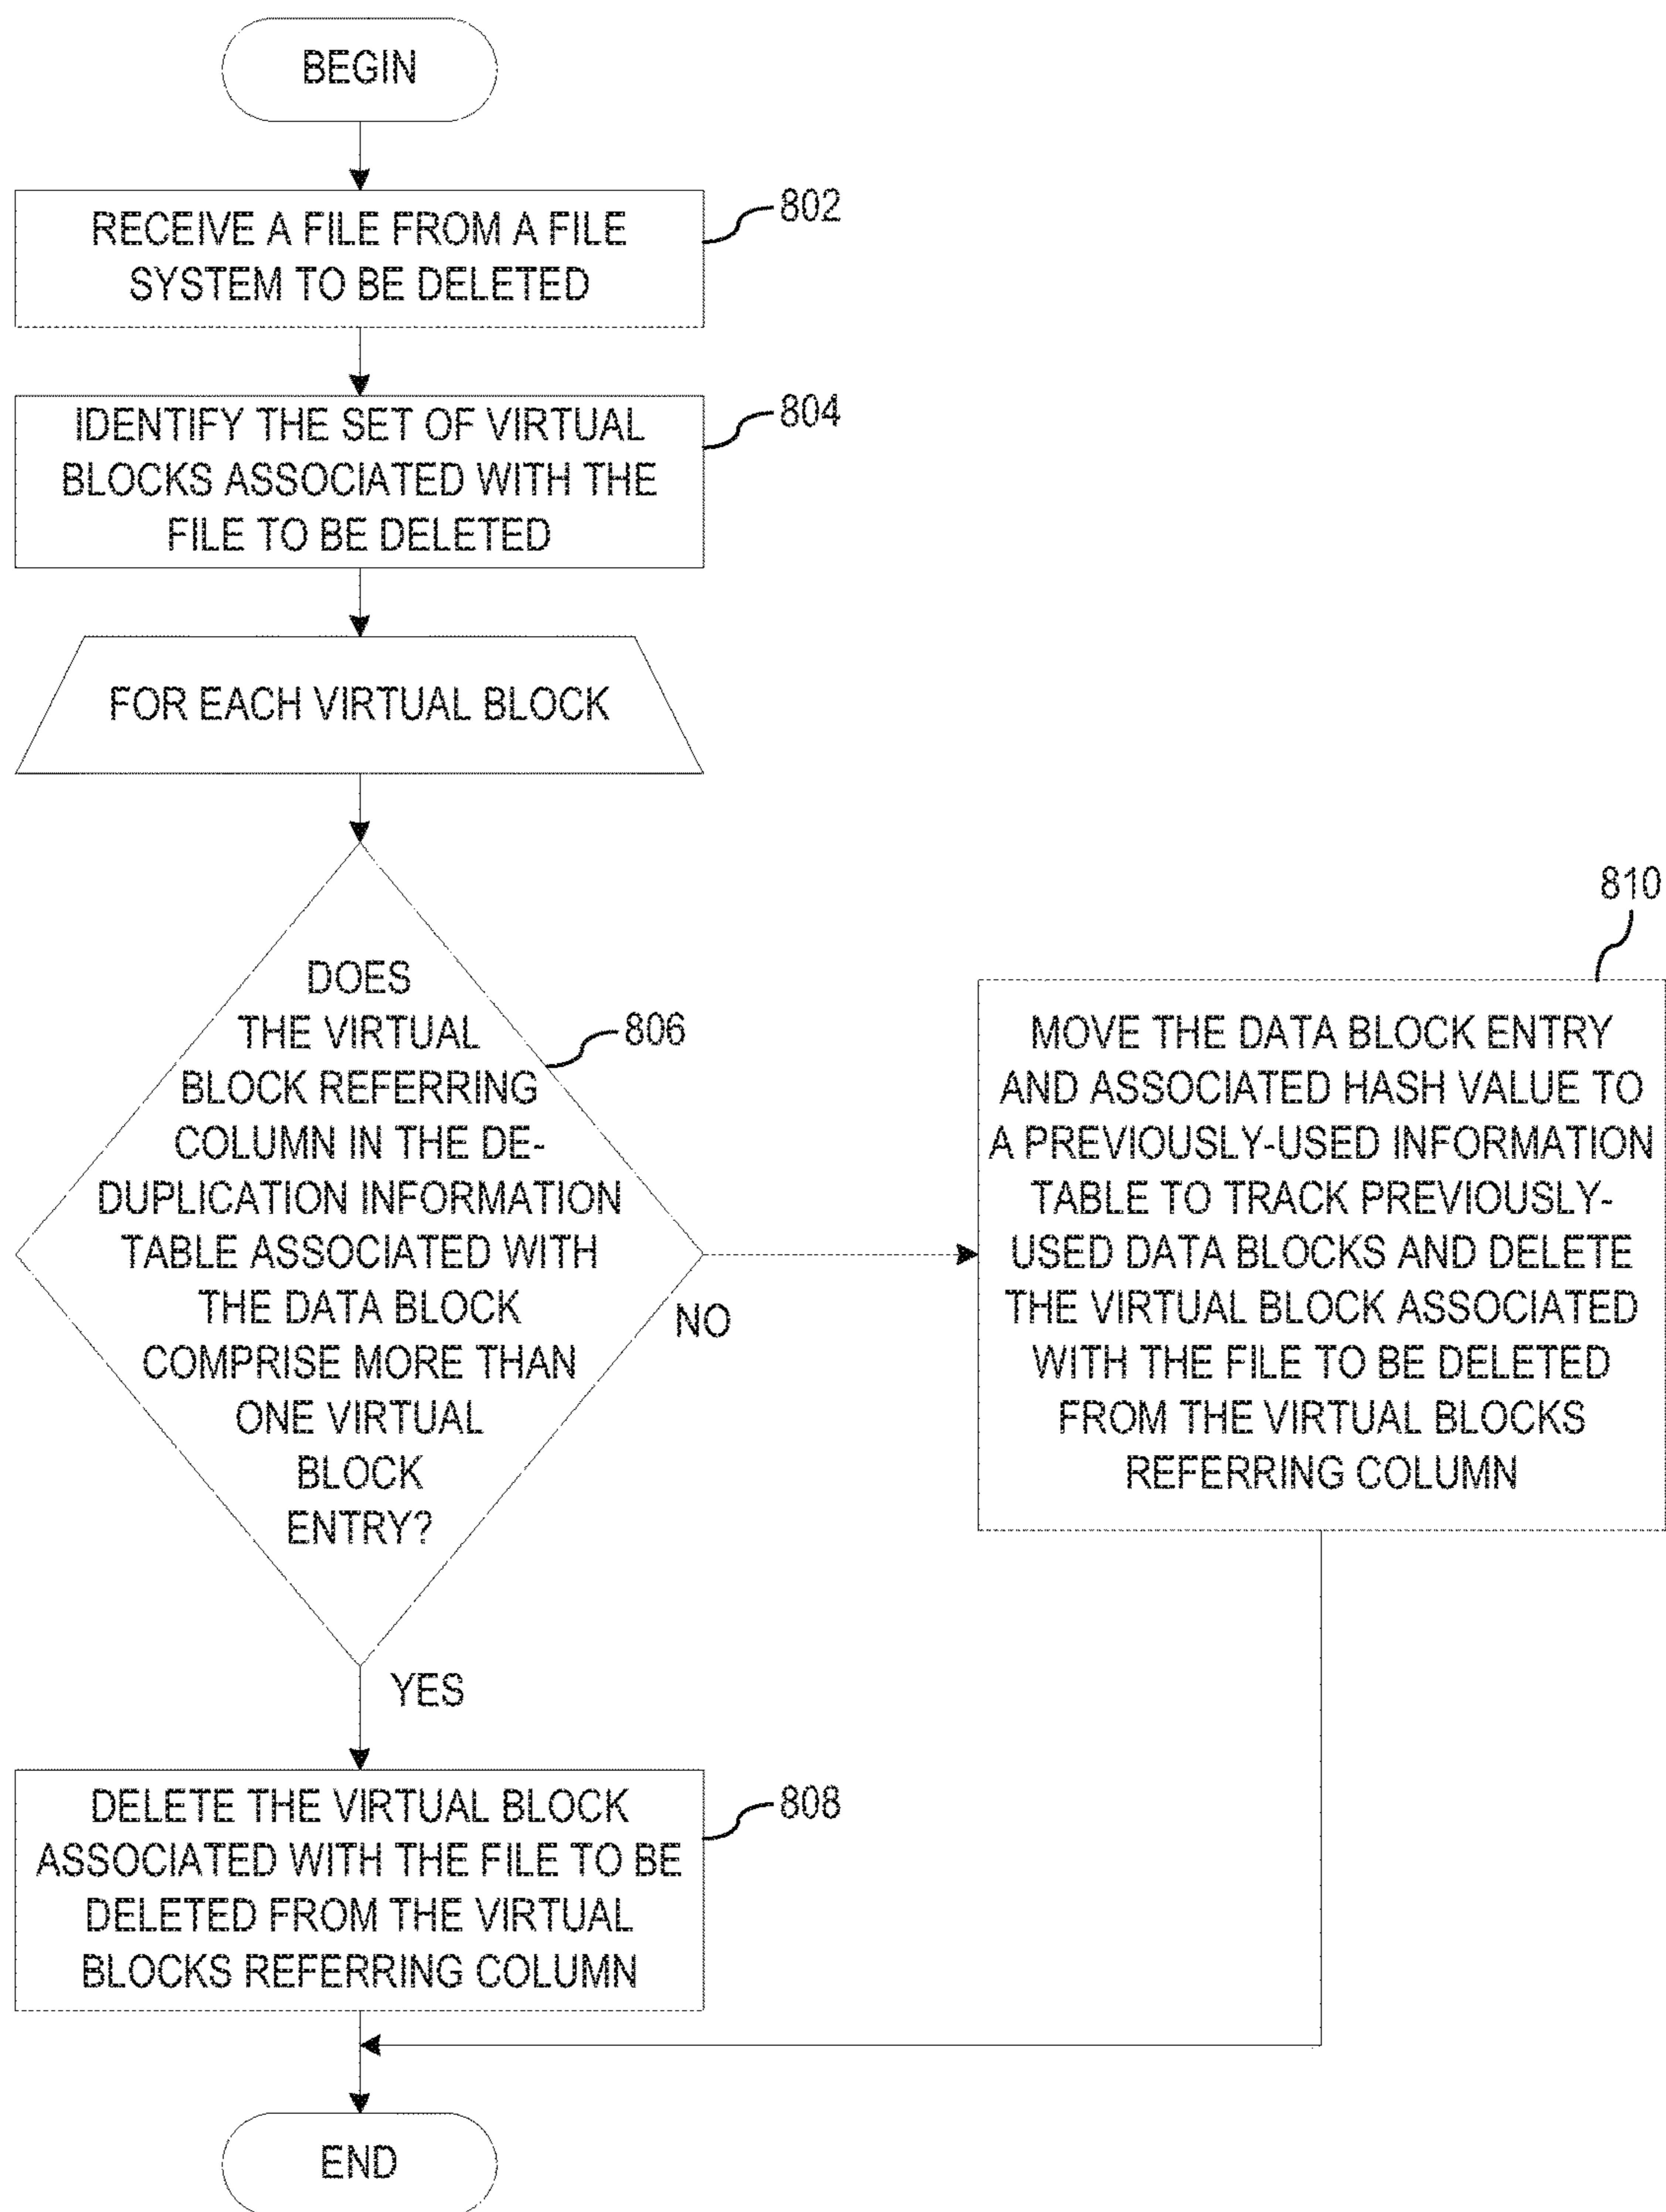 BEGIN
RECEIVE A FILE FROM A FILE
SYSTEM TO BE DELETED
802
IDENTIFY THE SET OF VIRTUAL
BLOCKS ASSOCIATED WITH THE
FILE TO BE DELETED
804
FOR EACH VIRTUAL BLOCK
DOES
THE VIRTUAL
BLOCK REFERRING
COLUMN IN THE DE-
DUPLICATION INFORMATION
TABLE ASSOCIATED WITH
THE DATA BLOCK
COMPRISE MORE THAN
ONE VIRTUAL
BLOCK
ENTRY?
806
NO
YES
810
MOVE THE DATA BLOCK ENTRY
AND ASSOCIATED HASH VALUE TO
A PREVIOUSLY-USED INFORMATION
TABLE TO TRACK PREVIOUSLY-
USED DATA BLOCKS AND DELETE
THE VIRTUAL BLOCK ASSOCIATED
WITH THE FILE TO BE DELETED
FROM THE VIRTUAL BLOCKS
REFERRING COLUMN
DELETE THE VIRTUAL BLOCK
ASSOCIATED WITH THE FILE TO BE
DELETED FROM THE VIRTUAL
BLOCKS REFERRING COLUMN
808
END